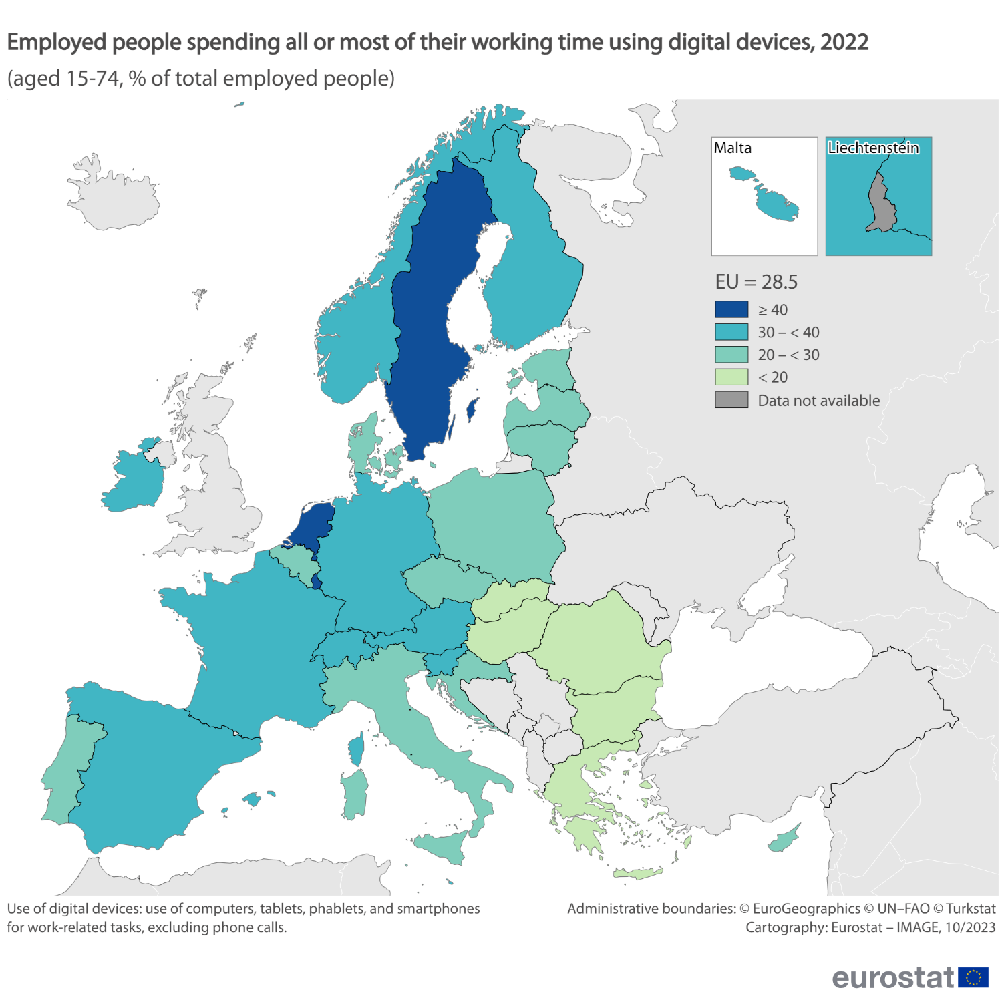 Employed people spending all or most of their working time using digital devices, 2022
(aged 15-74, % of total employed people)
Malta
Liechtenstein
EU = 28.5
≥ 40
30 – < 40
20 – < 30
< 20
Data not available
Use of digital devices: use of computers, tablets, phablets, and smartphones
for work-related tasks, excluding phone calls.
Administrative boundaries: © EuroGeographics © UN–FAO © Turkstat
Cartography: Eurostat – IMAGE, 10/2023
eurostat